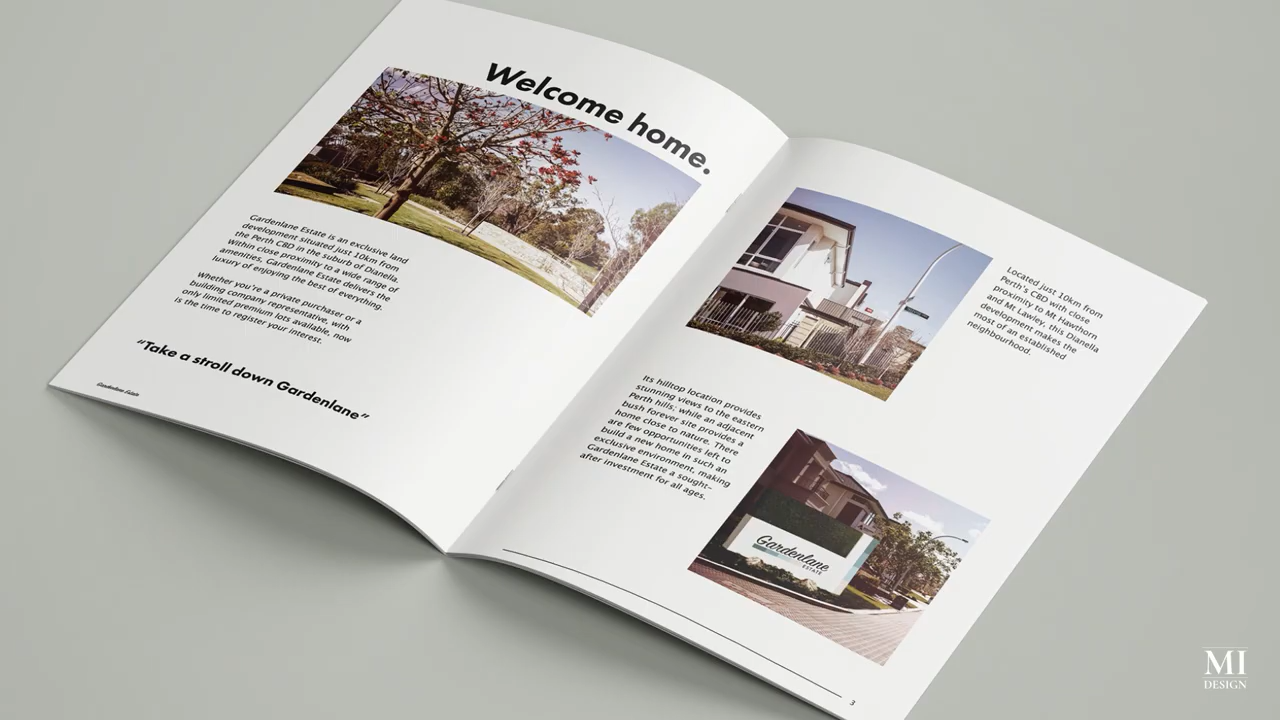 Welcome home.
Gardenlane Estate is an exclusive land
development situated just 10km from
the Perth CBD in the suburb of Dianella.
Within close proximity to a wide range of
amenities, Gardenlane Estate delivers the
luxury of enjoying the best of everything.
Whether you're a private purchaser or a
building company representative, with
only limited premium lots available, now
is the time to register your interest.
"Take a stroll down Gardenlane"
Gardenlane Estate
Located just 10km from
Perth's CBD with close
proximity to Mt Hawthorn
and Mt Lawley, this Dianella
development makes the
most of an established
neighbourhood.
Its hilltop location provides
stunning views to the eastern
Perth hills; while an adjacent
bush forever site provides a
home close to nature. There
are few opportunities left to
build a new home in such an
exclusive environment, making
Gardenlane Estate a sought-
after investment for all ages.
Gardenlane
ESTATE
3
MI
DESIGN